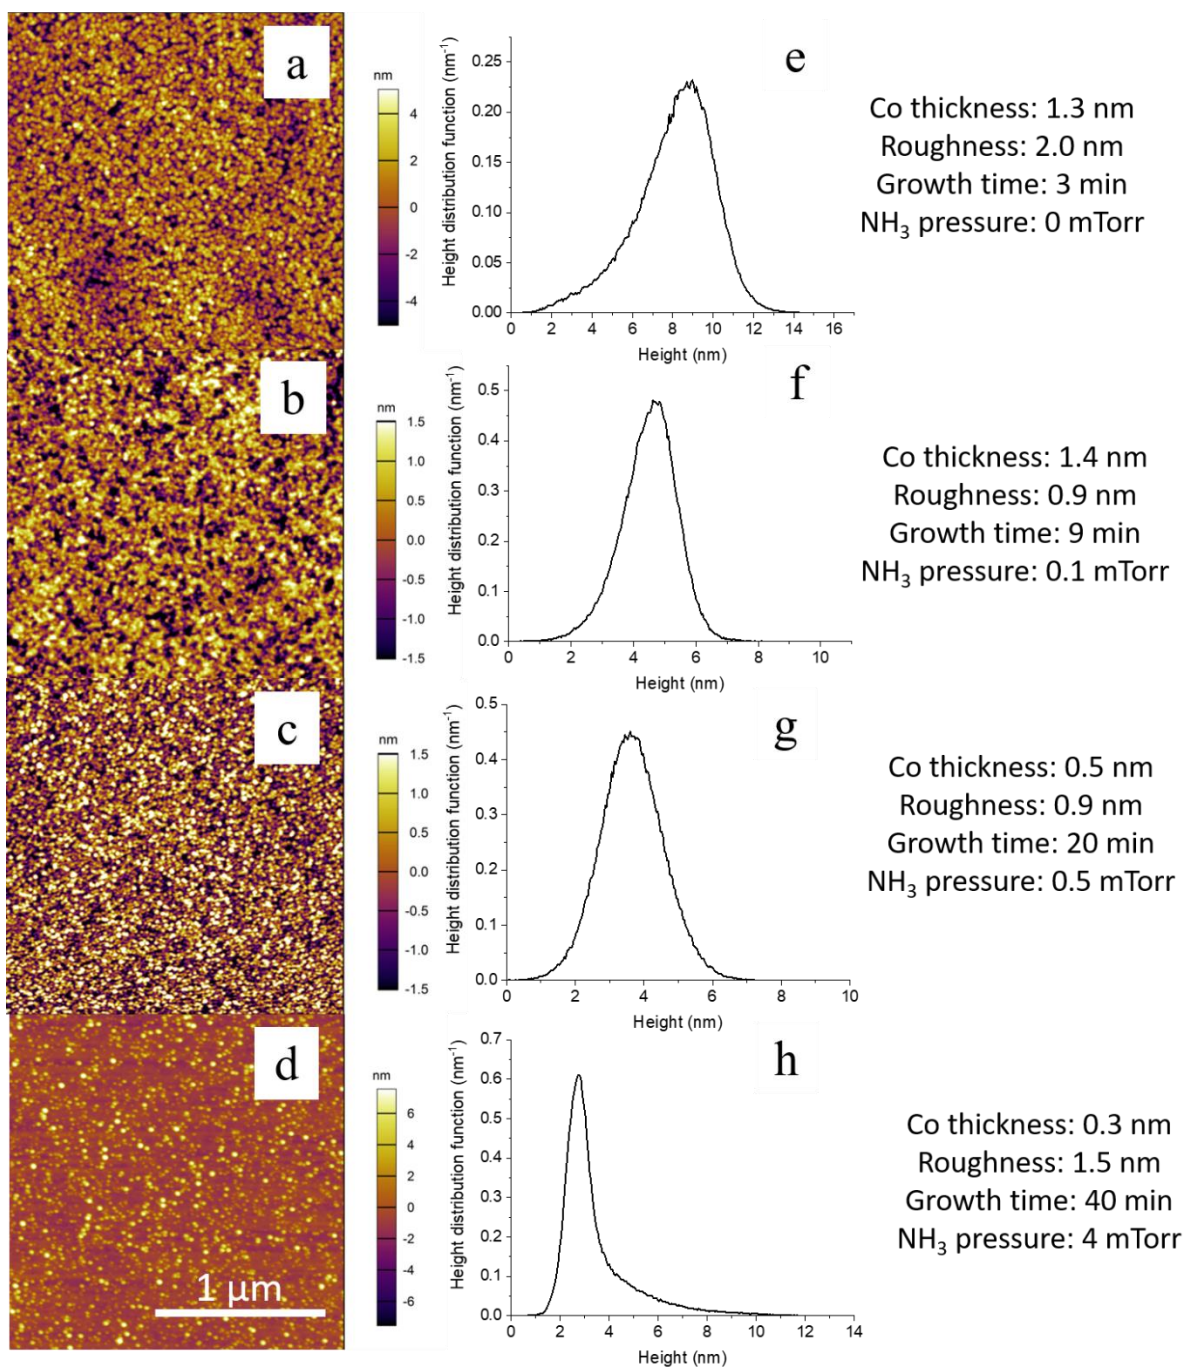 a
nm
4
2
0
-2
-4
Height distribution function (nm⁻¹)
0.25
0.20
0.15
0.10
0.05
0.00
0 2 4 6 8 10 12 14 16
Height (nm)
e
Co thickness: 1.3 nm
Roughness: 2.0 nm
Growth time: 3 min
NH₃ pressure: 0 mTorr
b
nm
1.5
1.0
0.5
0.0
-0.5
-1.0
-1.5
Height distribution function (nm⁻¹)
0.5
0.4
0.3
0.2
0.1
0.0
0 2 4 6 8 10
Height (nm)
f
Co thickness: 1.4 nm
Roughness: 0.9 nm
Growth time: 9 min
NH₃ pressure: 0.1 mTorr
c
nm
1.5
1.0
0.5
0.0
-0.5
-1.0
-1.5
Height distribution function (nm⁻¹)
0.5
0.4
0.3
0.2
0.1
0.0
0 2 4 6 8 10
Height (nm)
g
Co thickness: 0.5 nm
Roughness: 0.9 nm
Growth time: 20 min
NH₃ pressure: 0.5 mTorr
d
1 µm
nm
6
4
2
0
-2
-4
-6
Height distribution function (nm⁻¹)
0.7
0.6
0.5
0.4
0.3
0.2
0.1
0.0
0 2 4 6 8 10 12 14
Height (nm)
h
Co thickness: 0.3 nm
Roughness: 1.5 nm
Growth time: 40 min
NH₃ pressure: 4 mTorr